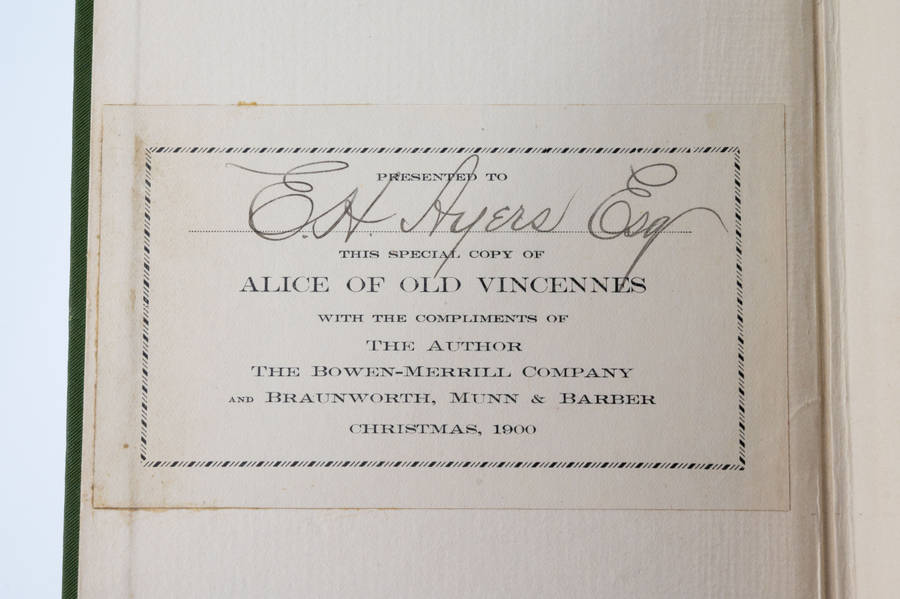 PRESENTED TO
E. H. Ayers Esq
THIS SPECIAL COPY OF
ALICE OF OLD VINCENNES
WITH THE COMPLIMENTS OF
THE AUTHOR
THE BOWEN-MERRILL COMPANY
AND BRAUNWORTH, MUNN & BARBER
CHRISTMAS, 1900